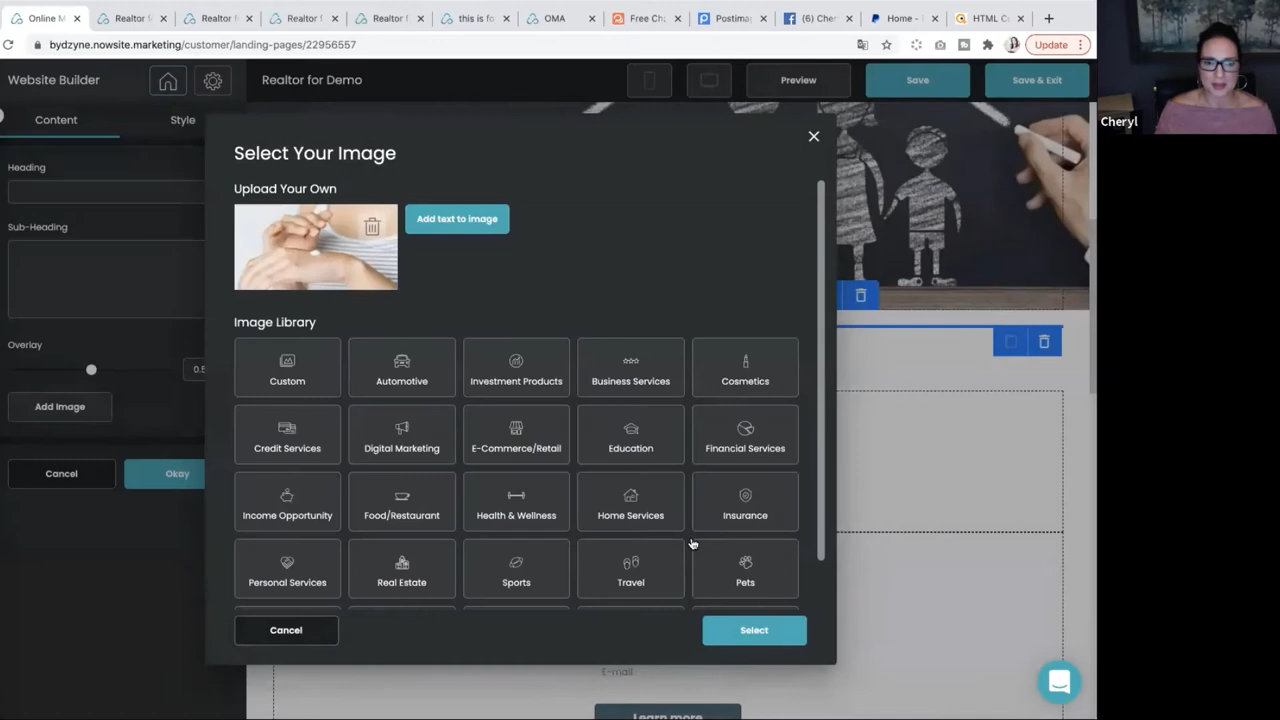 Online M
Realtor f
Realtor f
Realtor f
Realtor f
this is fo
OMA
Free Ch
Postimag
(6) Cher
Home -
HTML C
bydzyne.nowsite.marketing/customer/landing-pages/22956557
Update
Website Builder
Realtor for Demo
Preview
Save
Save & Exit
Content
Style
Cheryl
Heading
Sub-Heading
Overlay
0.5
Add Image
Cancel
Okay
Select Your Image
Upload Your Own
Add text to image
Image Library
Custom
Automotive
Investment Products
Business Services
Cosmetics
Credit Services
Digital Marketing
E-Commerce/Retail
Education
Financial Services
Income Opportunity
Food/Restaurant
Health & Wellness
Home Services
Insurance
Personal Services
Real Estate
Sports
Travel
Pets
Cancel
Select
E-mail
Learn more